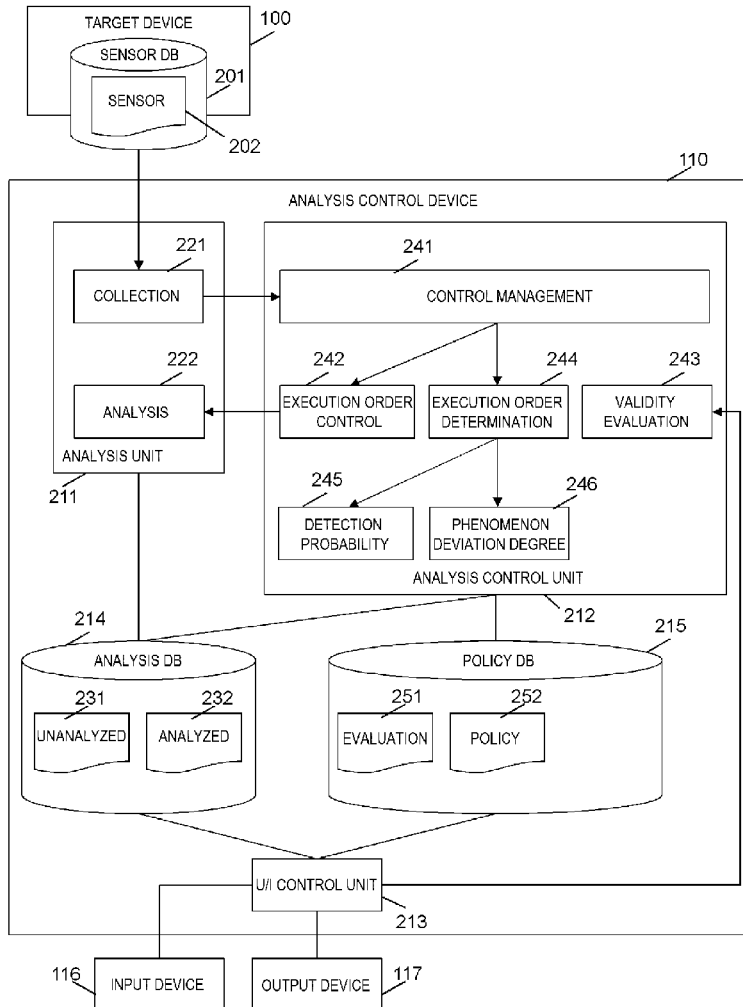 TARGET DEVICE
100
SENSOR DB
201
SENSOR
202
110
ANALYSIS CONTROL DEVICE
221
241
COLLECTION
CONTROL MANAGEMENT
222
242
244
243
ANALYSIS
EXECUTION ORDER
CONTROL
EXECUTION ORDER
DETERMINATION
VALIDITY
EVALUATION
ANALYSIS UNIT
211
245
246
DETECTION
PROBABILITY
PHENOMENON
DEVIATION DEGREE
ANALYSIS CONTROL UNIT
212
214
215
ANALYSIS DB
POLICY DB
231
232
251
252
UNANALYZED
ANALYZED
EVALUATION
POLICY
U/I CONTROL UNIT
213
116
INPUT DEVICE
OUTPUT DEVICE
117